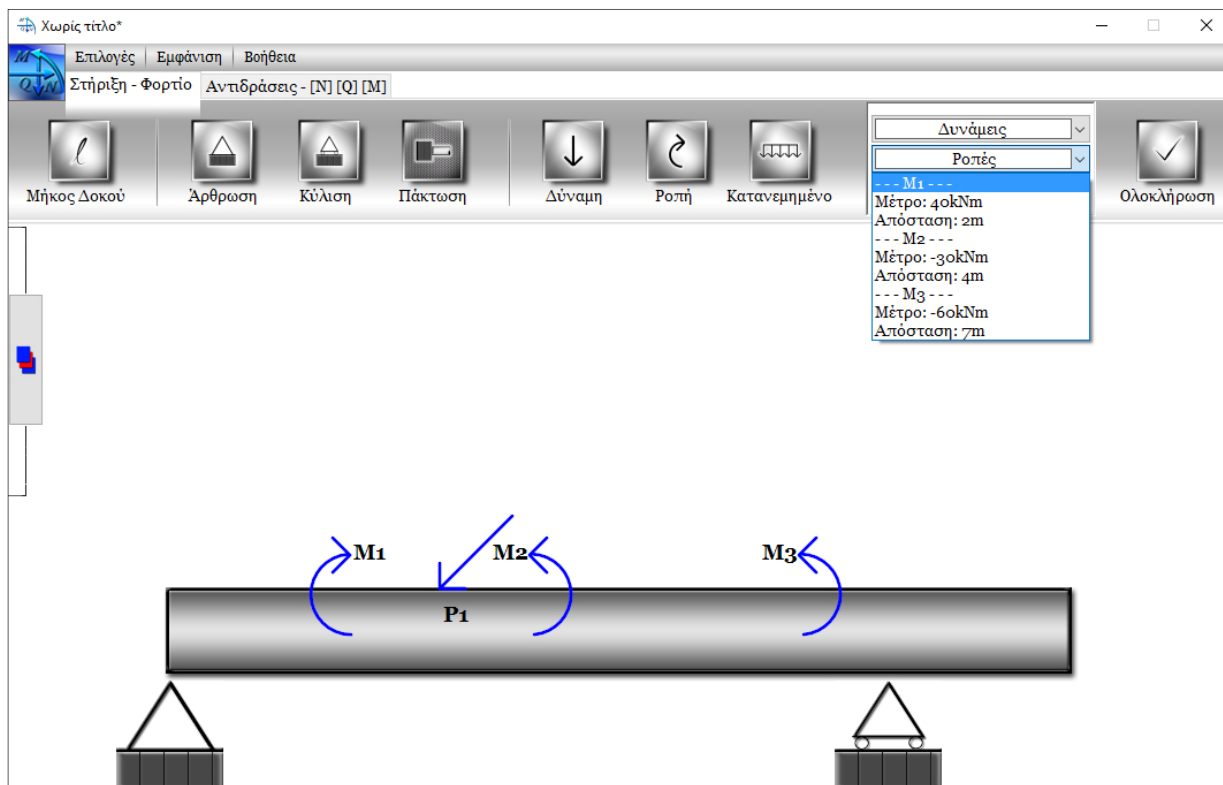 Χωρίς τίτλο*
Επιλογές Εμφάνιση Βοήθεια
M Q N
Στήριξη - Φορτίο Αντιδράσεις - [N] [Q] [M]
Δυνάμεις
Ροπές
ℓ
Μήκος Δοκού Άρθρωση Κύλιση Πάκτωση Δύναμη Ροπή Κατανεμημένο Ολοκλήρωση
- - - M1 - - -
Μέτρο: 40kNm
Απόσταση: 2m
- - - M2 - - -
Μέτρο: -30kNm
Απόσταση: 4m
- - - M3 - - -
Μέτρο: -60kNm
Απόσταση: 7m
M1 M2 M3
P1